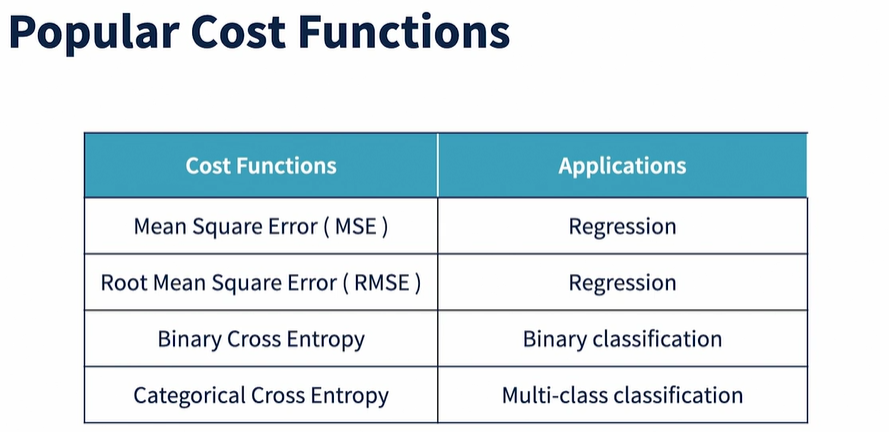 Popular Cost Functions
Cost Functions Applications
Mean Square Error ( MSE ) Regression
Root Mean Square Error ( RMSE ) Regression
Binary Cross Entropy Binary classification
Categorical Cross Entropy Multi-class classification